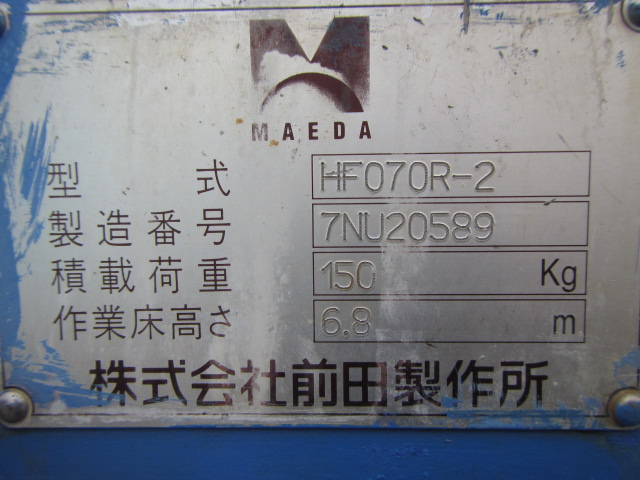 MAEDA
型式 HF070R-2
製造番号 7NU20589
積載荷重 150 Kg
作業床高さ 6.8 m
株式会社前田製作所